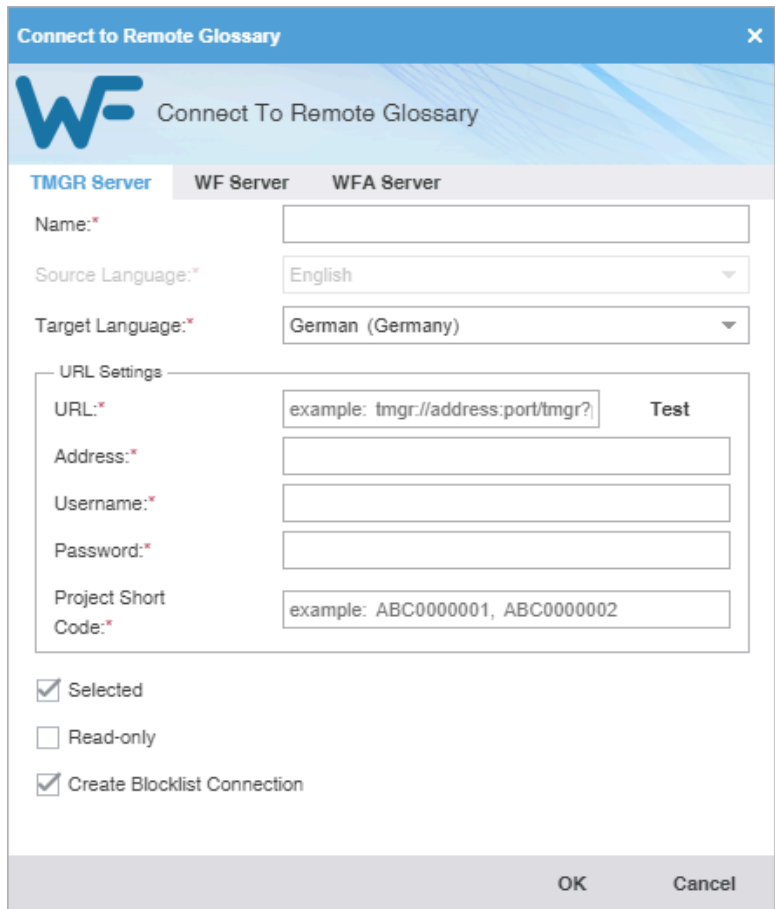 Connect to Remote Glossary
WF Connect To Remote Glossary
TMGR Server WF Server WFA Server
Name:*
Source Language:* English
Target Language:* German (Germany)
URL Settings
URL:* example: tmgr://address:port/tmgr? Test
Address:*
Username:*
Password:*
Project Short
Code:* example: ABC0000001, ABC0000002
Selected
Read-only
Create Blocklist Connection
OK Cancel